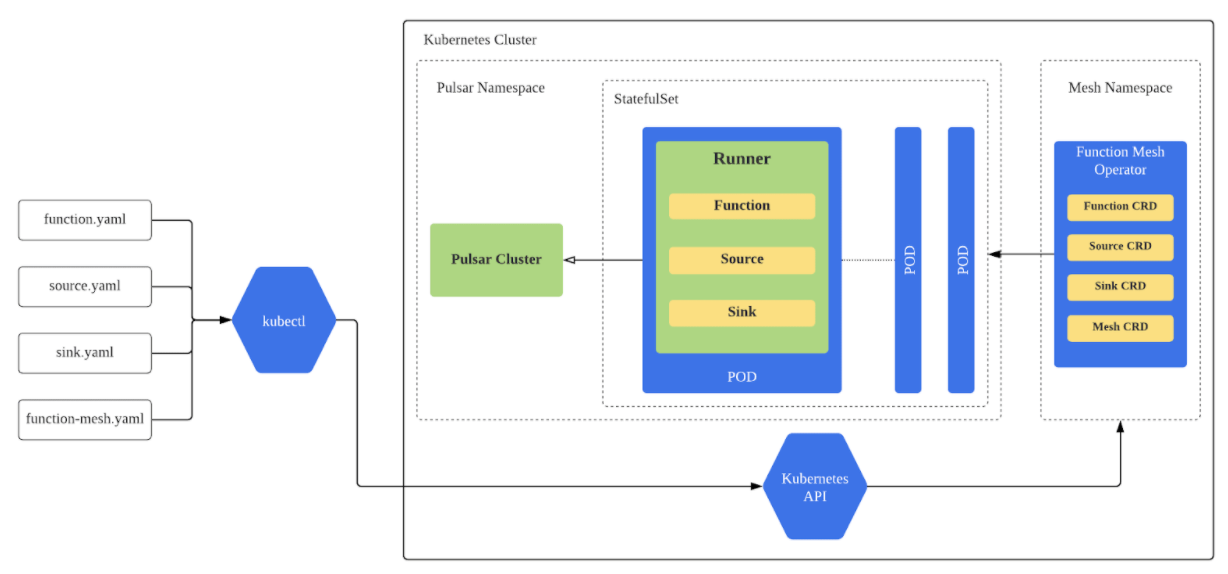 Kubernetes Cluster
Pulsar Namespace
StatefulSet
Mesh Namespace
Runner
Function
Source
Sink
POD
POD
POD
Pulsar Cluster
Function Mesh
Operator
Function CRD
Source CRD
Sink CRD
Mesh CRD
function.yaml
source.yaml
sink.yaml
function-mesh.yaml
kubectl
Kubernetes
API